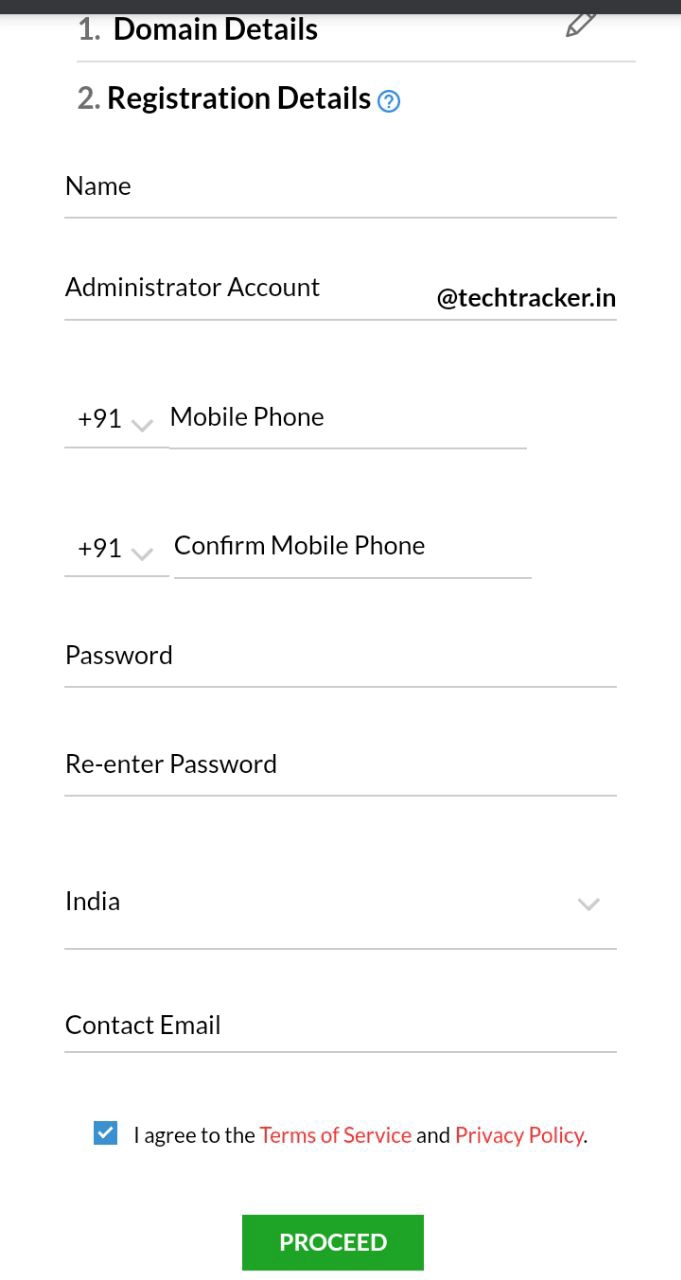 1. Domain Details
2. Registration Details ?
Name
Administrator Account
@techtracker.in
+91 Mobile Phone
+91 Confirm Mobile Phone
Password
Re-enter Password
India
Contact Email
I agree to the Terms of Service and Privacy Policy.
PROCEED